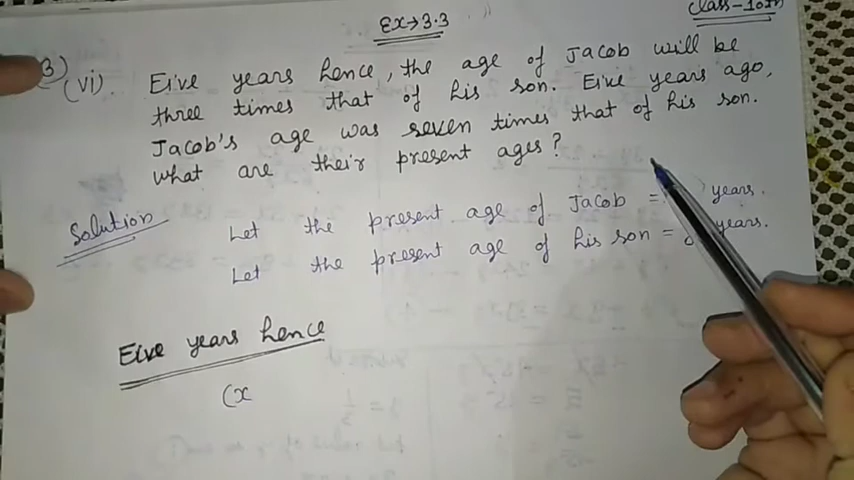 Ex→3.3
Class-10th
3)
(vi). Five years hence, the age of Jacob will be
three times that of his son. Five years ago,
Jacob's age was seven times that of his son.
what are their present ages?
Solution
Let the present age of Jacob = years.
Let the present age of his son = years.
Five years hence
(x